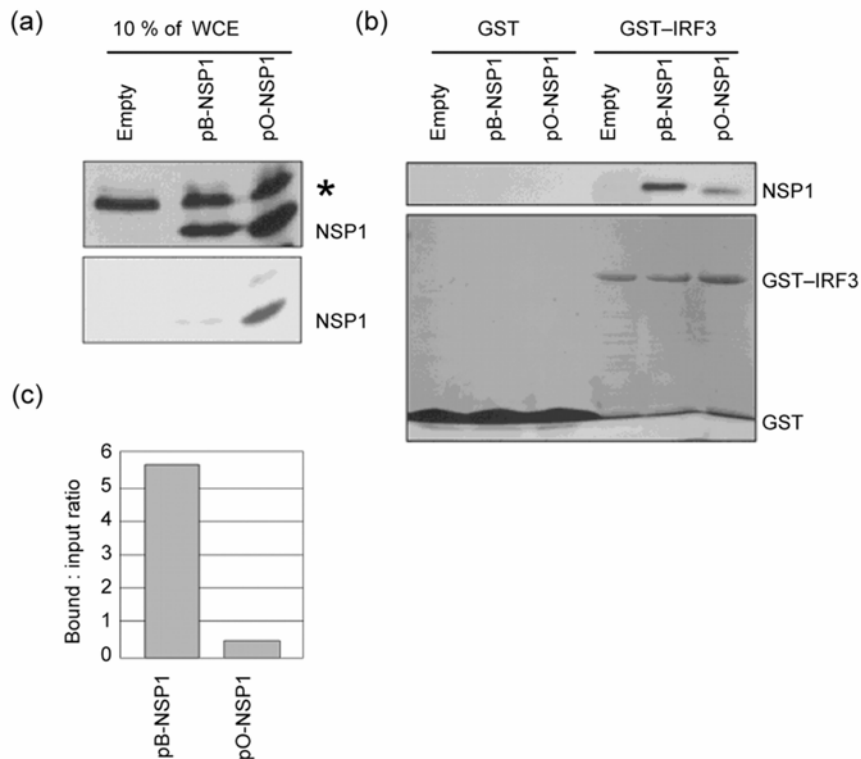 (a)
10 % of WCE
Empty
pB-NSP1
pO-NSP1
*
NSP1
NSP1
(b)
GST
GST–IRF3
Empty
pB-NSP1
pO-NSP1
Empty
pB-NSP1
pO-NSP1
NSP1
GST–IRF3
GST
(c)
Bound : input ratio
6
5
4
3
2
1
0
pB-NSP1
pO-NSP1